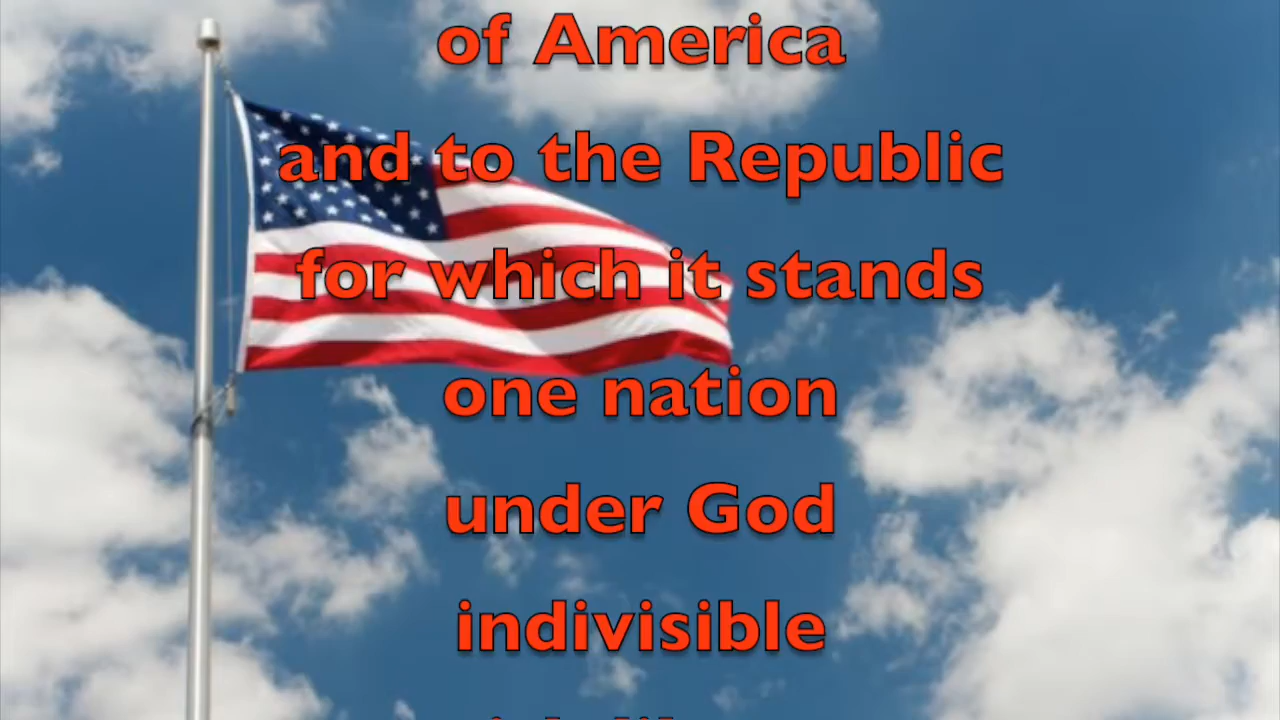 of America
and to the Republic
for which it stands
one nation
under God
indivisible